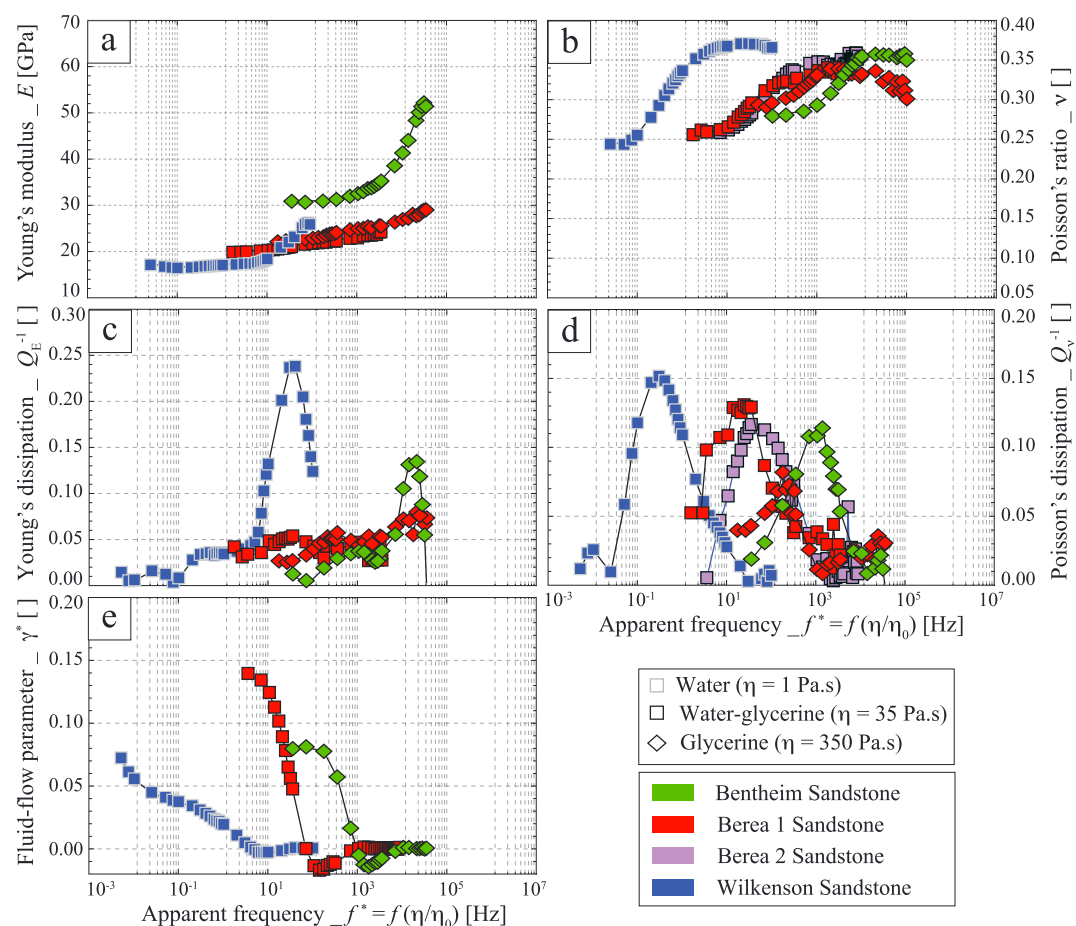 a
Young's modulus _ E [GPa]
70
60
50
40
30
20
10
b
0.40
0.35
0.30
0.25
0.20
0.15
0.10
0.05
Poisson's ratio _ ν [ ]
c
Young's dissipation _ Q_E^-1 [ ]
0.30
0.25
0.20
0.15
0.10
0.05
0.00
d
0.20
0.15
0.10
0.05
0.00
Poisson's dissipation _ Q_ν^-1 [ ]
10^-3 10^-1 10^1 10^3 10^5 10^7
Apparent frequency _ f* = f (η/η_0) [Hz]
e
Fluid-flow parameter _ γ* [ ]
0.15
0.10
0.05
0.00
10^-3 10^-1 10^1 10^3 10^5 10^7
Apparent frequency _ f* = f (η/η_0) [Hz]
Water (η = 1 Pa.s)
Water-glycerine (η = 35 Pa.s)
Glycerine (η = 350 Pa.s)
Bentheim Sandstone
Berea 1 Sandstone
Berea 2 Sandstone
Wilkenson Sandstone